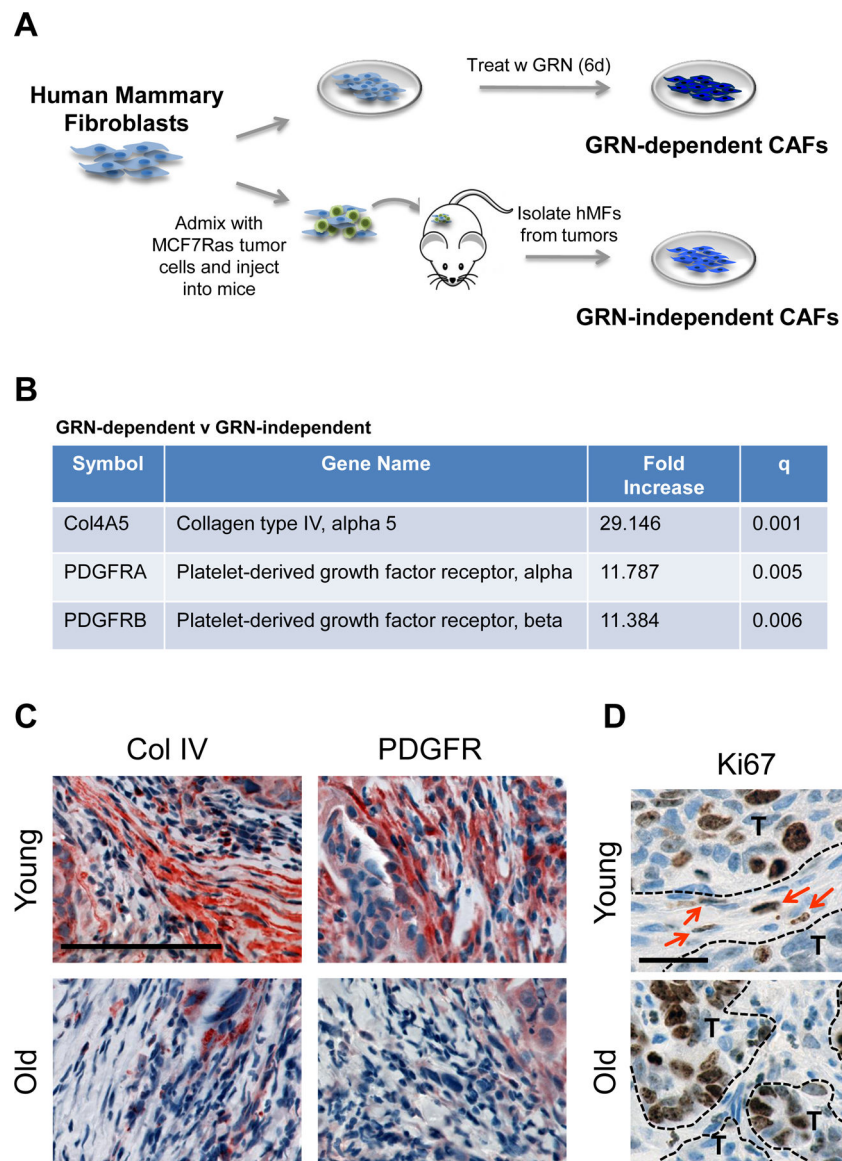 A
Human Mammary
Fibroblasts
Treat w GRN (6d)
GRN-dependent CAFs
Admix with
MCF7Ras tumor
cells and inject
into mice
Isolate hMFs
from tumors
GRN-independent CAFs
B
GRN-dependent v GRN-independent
Symbol Gene Name Fold Increase q
Col4A5 Collagen type IV, alpha 5 29.146 0.001
PDGFRA Platelet-derived growth factor receptor, alpha 11.787 0.005
PDGFRB Platelet-derived growth factor receptor, beta 11.384 0.006
C
Col IV PDGFR
Young
Old
D
Ki67
Young
T
T
Old
T
T
T